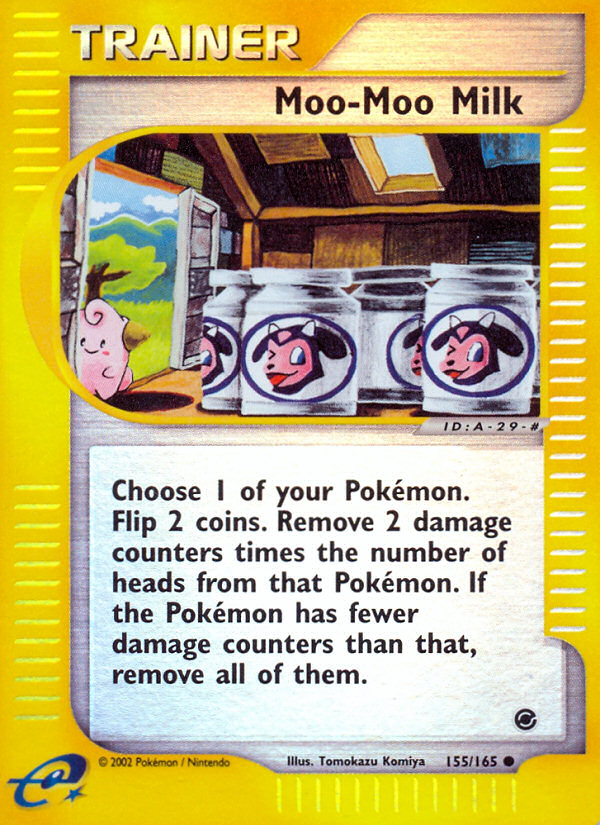 TRAINER
Moo-Moo Milk
ID:A-29-#
Choose 1 of your Pokémon.
Flip 2 coins. Remove 2 damage
counters times the number of
heads from that Pokémon. If
the Pokémon has fewer
damage counters than that,
remove all of them.
© 2002 Pokémon / Nintendo
Illus. Tomokazu Komiya
155/165 ●